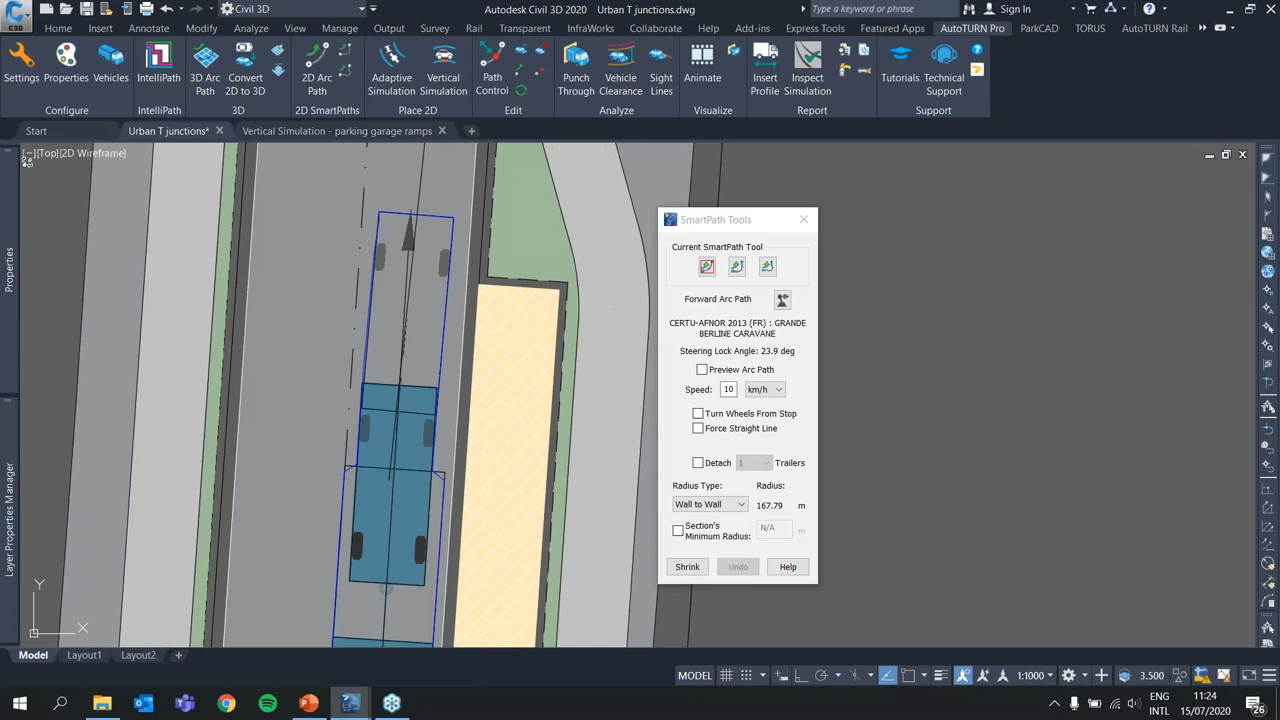 C3D
Civil 3D
Autodesk Civil 3D 2020
Urban T junctions.dwg
Type a keyword or phrase
Sign In
Home
Insert
Annotate
Modify
Analyze
View
Manage
Output
Survey
Rail
Transparent
InfraWorks
Collaborate
Help
Add-ins
Express Tools
Featured Apps
AutoTURN Pro
ParkCAD
TORUS
AutoTURN Rail
Settings
Properties
Vehicles
IntelliPath
3D Arc
Path
Convert
2D to 3D
2D Arc
Path
Adaptive
Simulation
Vertical
Simulation
Path
Control
Punch
Through
Vehicle
Clearance
Sight
Lines
Animate
Insert
Profile
Inspect
Simulation
Tutorials
Technical
Support
Configure
IntelliPath
3D
2D SmartPaths
Place 2D
Edit
Analyze
Visualize
Report
Support
Start
Urban T junctions*
Vertical Simulation - parking garage ramps
[−][Top][2D Wireframe]
Properties
Layer Properties Manager
SmartPath Tools
Current SmartPath Tool
Forward Arc Path
CERTU-AFNOR 2013 (FR) : GRANDE
BERLINE CARAVANE
Steering Lock Angle: 23.9 deg
Preview Arc Path
Speed: 10 km/h
Turn Wheels From Stop
Force Straight Line
Detach 1 Trailers
Radius Type: Radius:
Wall to Wall 167.79 m
Section's
Minimum Radius: N/A m
Shrink Undo Help
Y
X
Model
Layout1
Layout2
MODEL
1:1000
3.500
ENG
INTL
11:24
15/07/2020
26